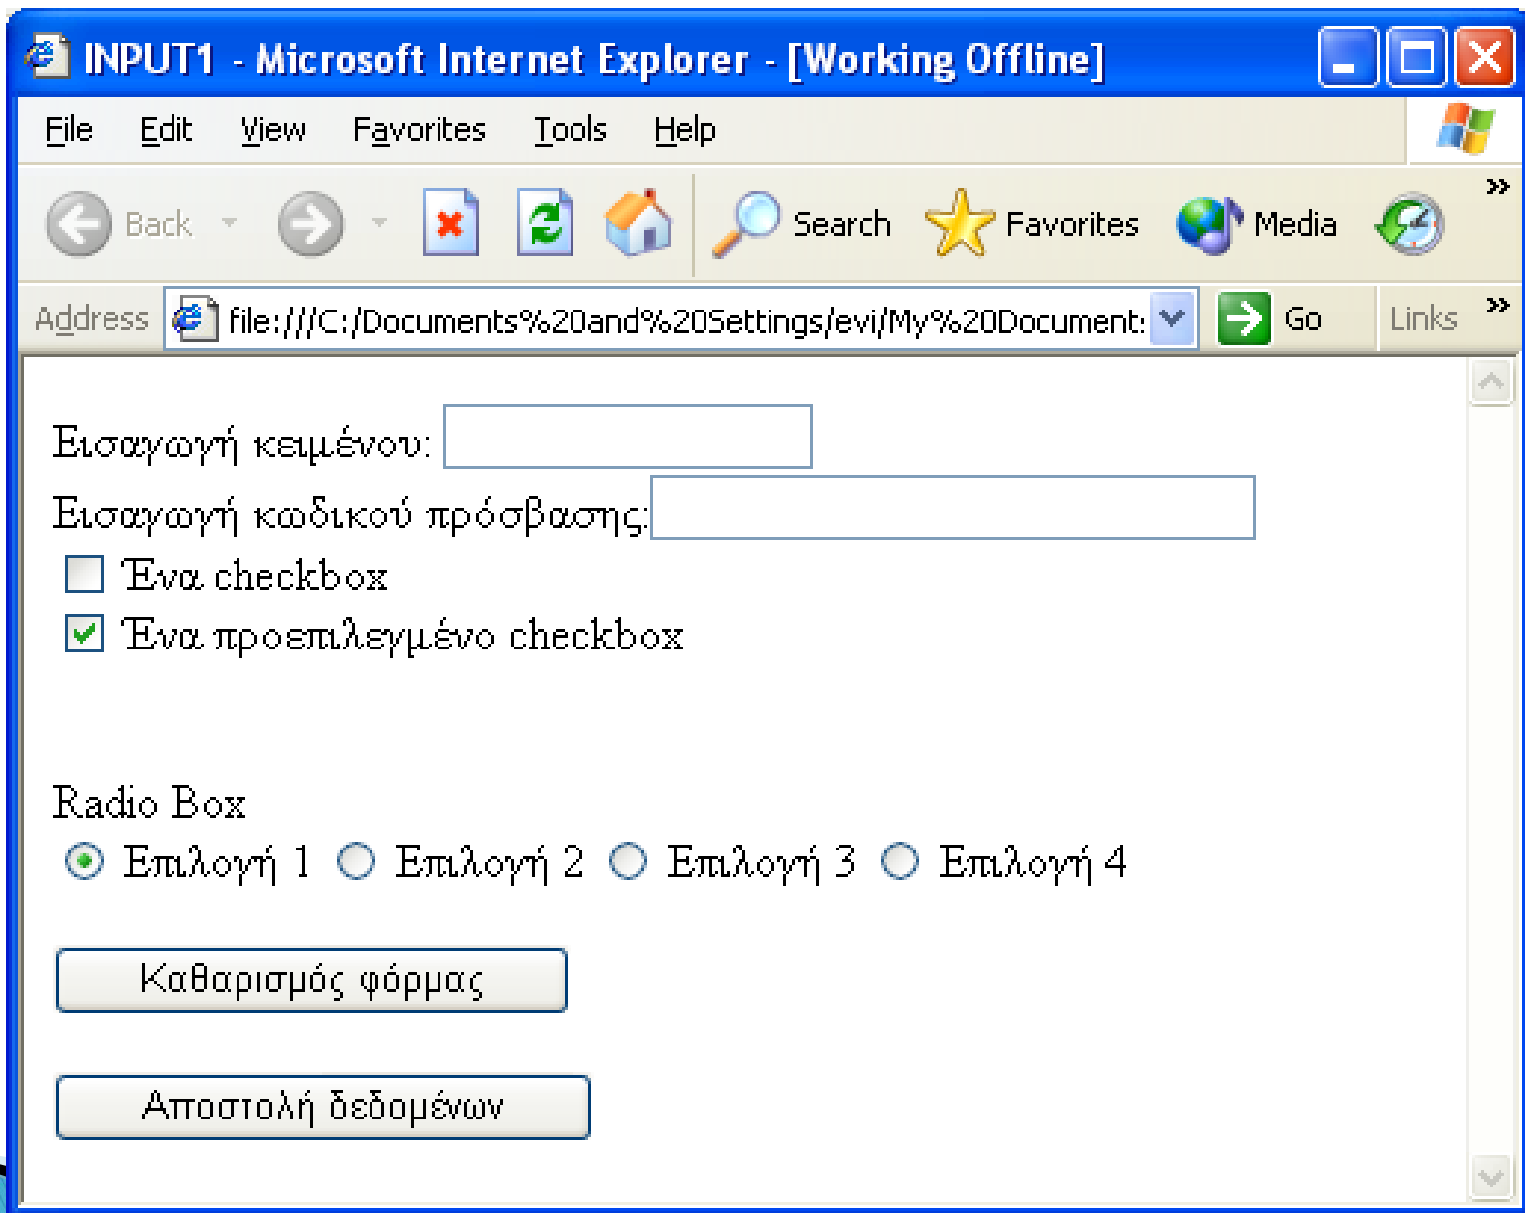 INPUT1 - Microsoft Internet Explorer - [Working Offline]
File Edit View Favorites Tools Help
Back Search Favorites Media »
Address file:///C:/Documents%20and%20Settings/evi/My%20Documents Go Links »
Εισαγωγή κειμένου:
Εισαγωγή κωδικού πρόσβασης:
Ένα checkbox
Ένα προεπιλεγμένο checkbox
Radio Box
Επιλογή 1 Επιλογή 2 Επιλογή 3 Επιλογή 4
Καθαρισμός φόρμας
Αποστολή δεδομένων